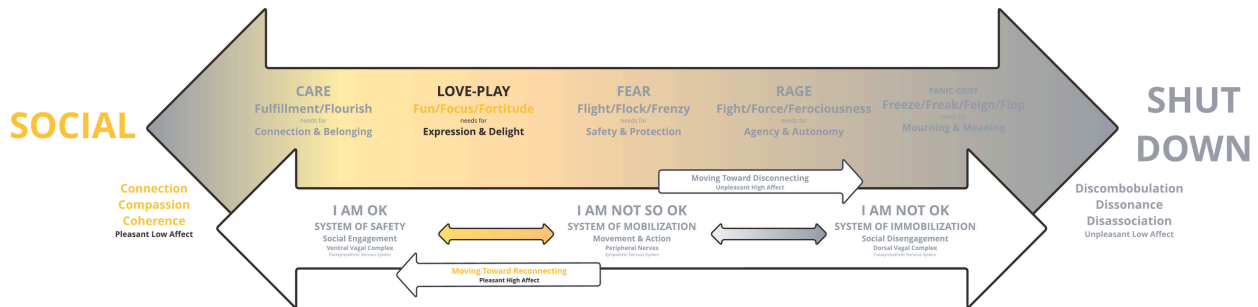 SOCIAL
Connection
Compassion
Coherence
Pleasant Low Affect
CARE
Fulfillment/Flourish
needs for
Connection & Belonging
LOVE-PLAY
Fun/Focus/Fortitude
needs for
Expression & Delight
FEAR
Flight/Flock/Frenzy
needs for
Safety & Protection
RAGE
Fight/Force/Ferociousness
needs for
Agency & Autonomy
PANIC-GRIEF
Freeze/Freak/Feign/Flop
needs for
Mourning & Meaning
SHUT
DOWN
Discombobulation
Dissonance
Disassociation
Unpleasant Low Affect
Moving Toward Disconnecting
Unpleasant High Affect
I AM OK
SYSTEM OF SAFETY
Social Engagement
Ventral Vagal Complex
Parasympathetic Nervous System
I AM NOT SO OK
SYSTEM OF MOBILIZATION
Movement & Action
Peripheral Nerves
Sympathetic Nervous System
I AM NOT OK
SYSTEM OF IMMOBILIZATION
Social Disengagement
Dorsal Vagal Complex
Parasympathetic Nervous System
Moving Toward Reconnecting
Pleasant High Affect